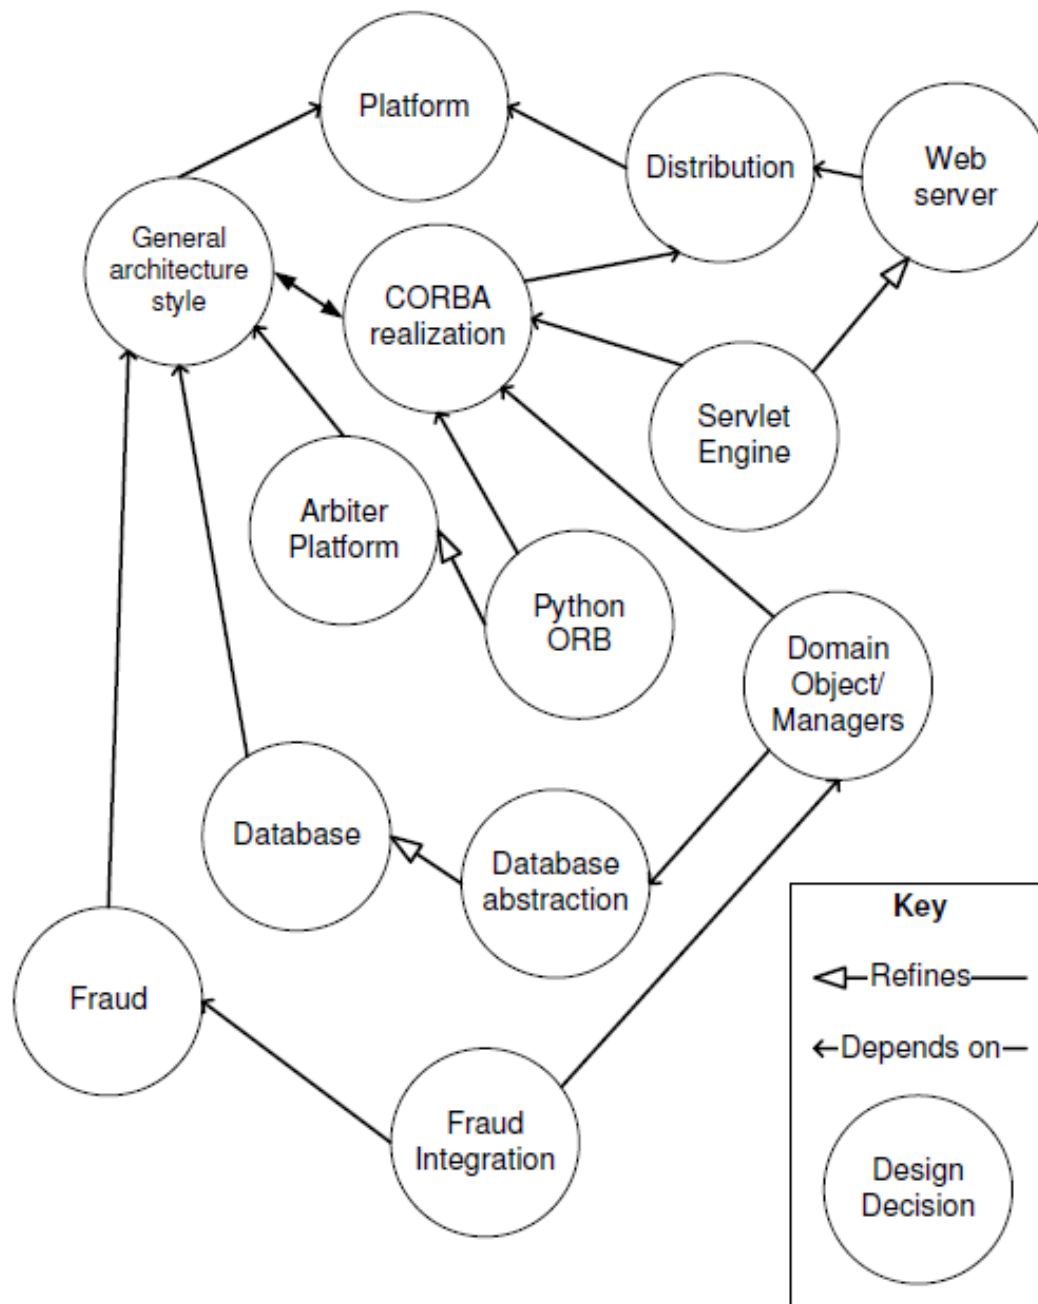 Platform
Distribution
Web
server
General
architecture
style
CORBA
realization
Servlet
Engine
Arbiter
Platform
Python
ORB
Domain
Object/
Managers
Database
Database
abstraction
Fraud
Fraud
Integration
Key
Refines
Depends on
Design
Decision